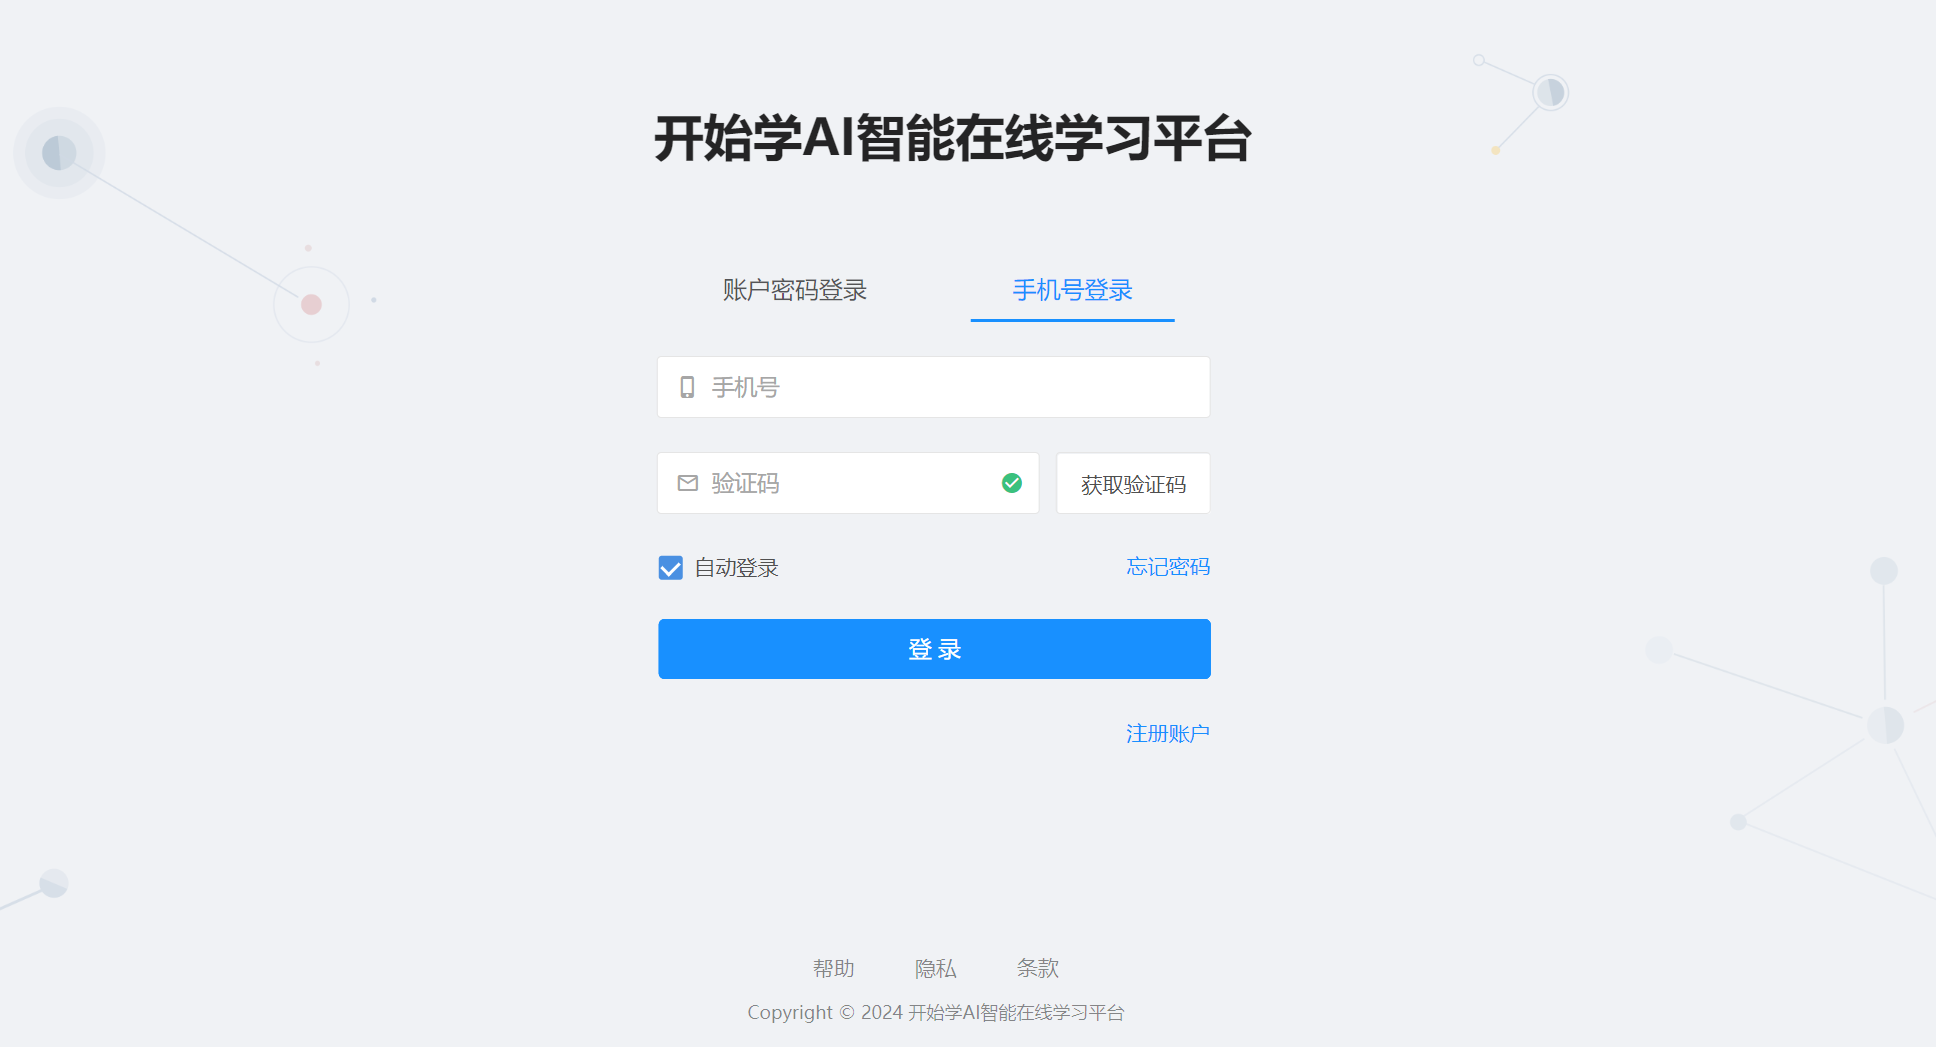 开始学AI智能在线学习平台
账户密码登录 手机号登录
手机号
验证码 获取验证码
自动登录 忘记密码
登 录
注册账户
帮助 隐私 条款
Copyright © 2024 开始学AI智能在线学习平台